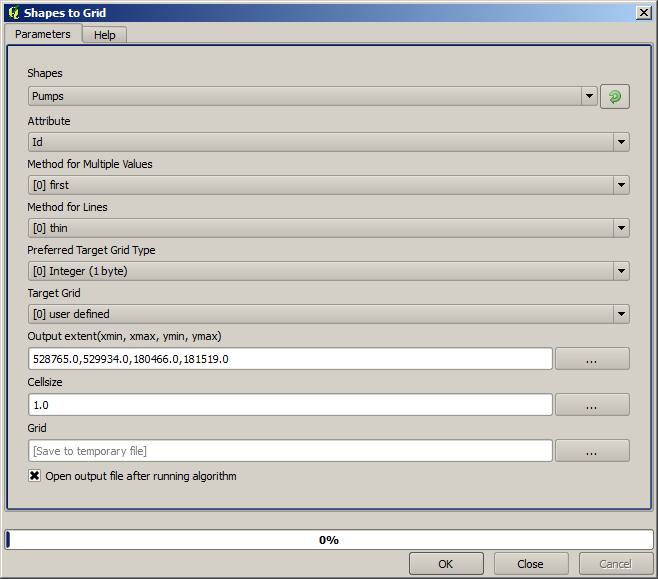 Shapes to Grid
Parameters
Help
Shapes
Pumps
Attribute
Id
Method for Multiple Values
[0] first
Method for Lines
[0] thin
Preferred Target Grid Type
[0] Integer (1 byte)
Target Grid
[0] user defined
Output extent(xmin, xmax, ymin, ymax)
528765.0,529934.0,180466.0,181519.0
...
Cellsize
1.0
...
Grid
[Save to temporary file]
...
Open output file after running algorithm
0%
OK
Close
Cancel